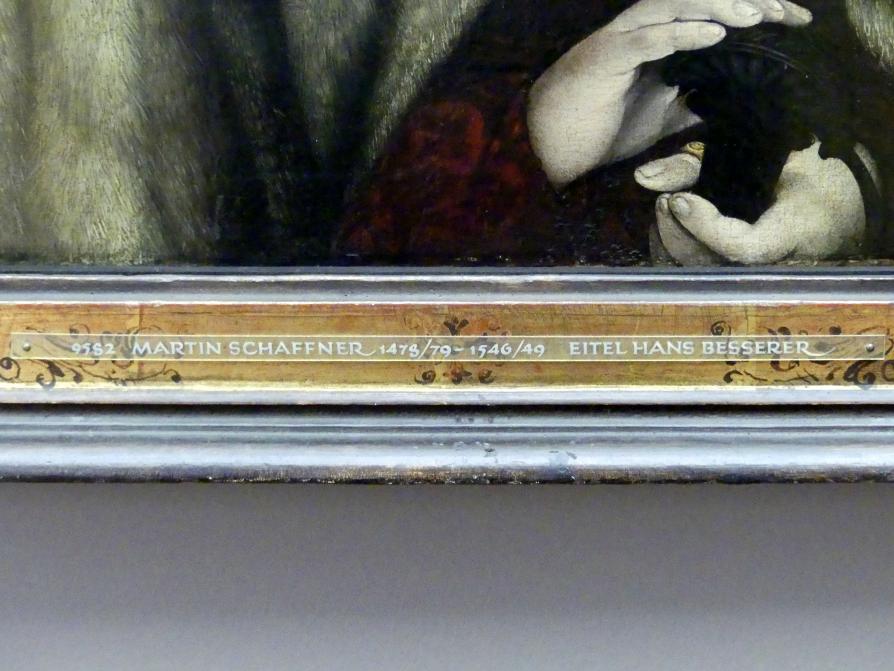 9582 MARTIN SCHAFFNER 1478/79-1546/49 EITEL HANS BESSERER